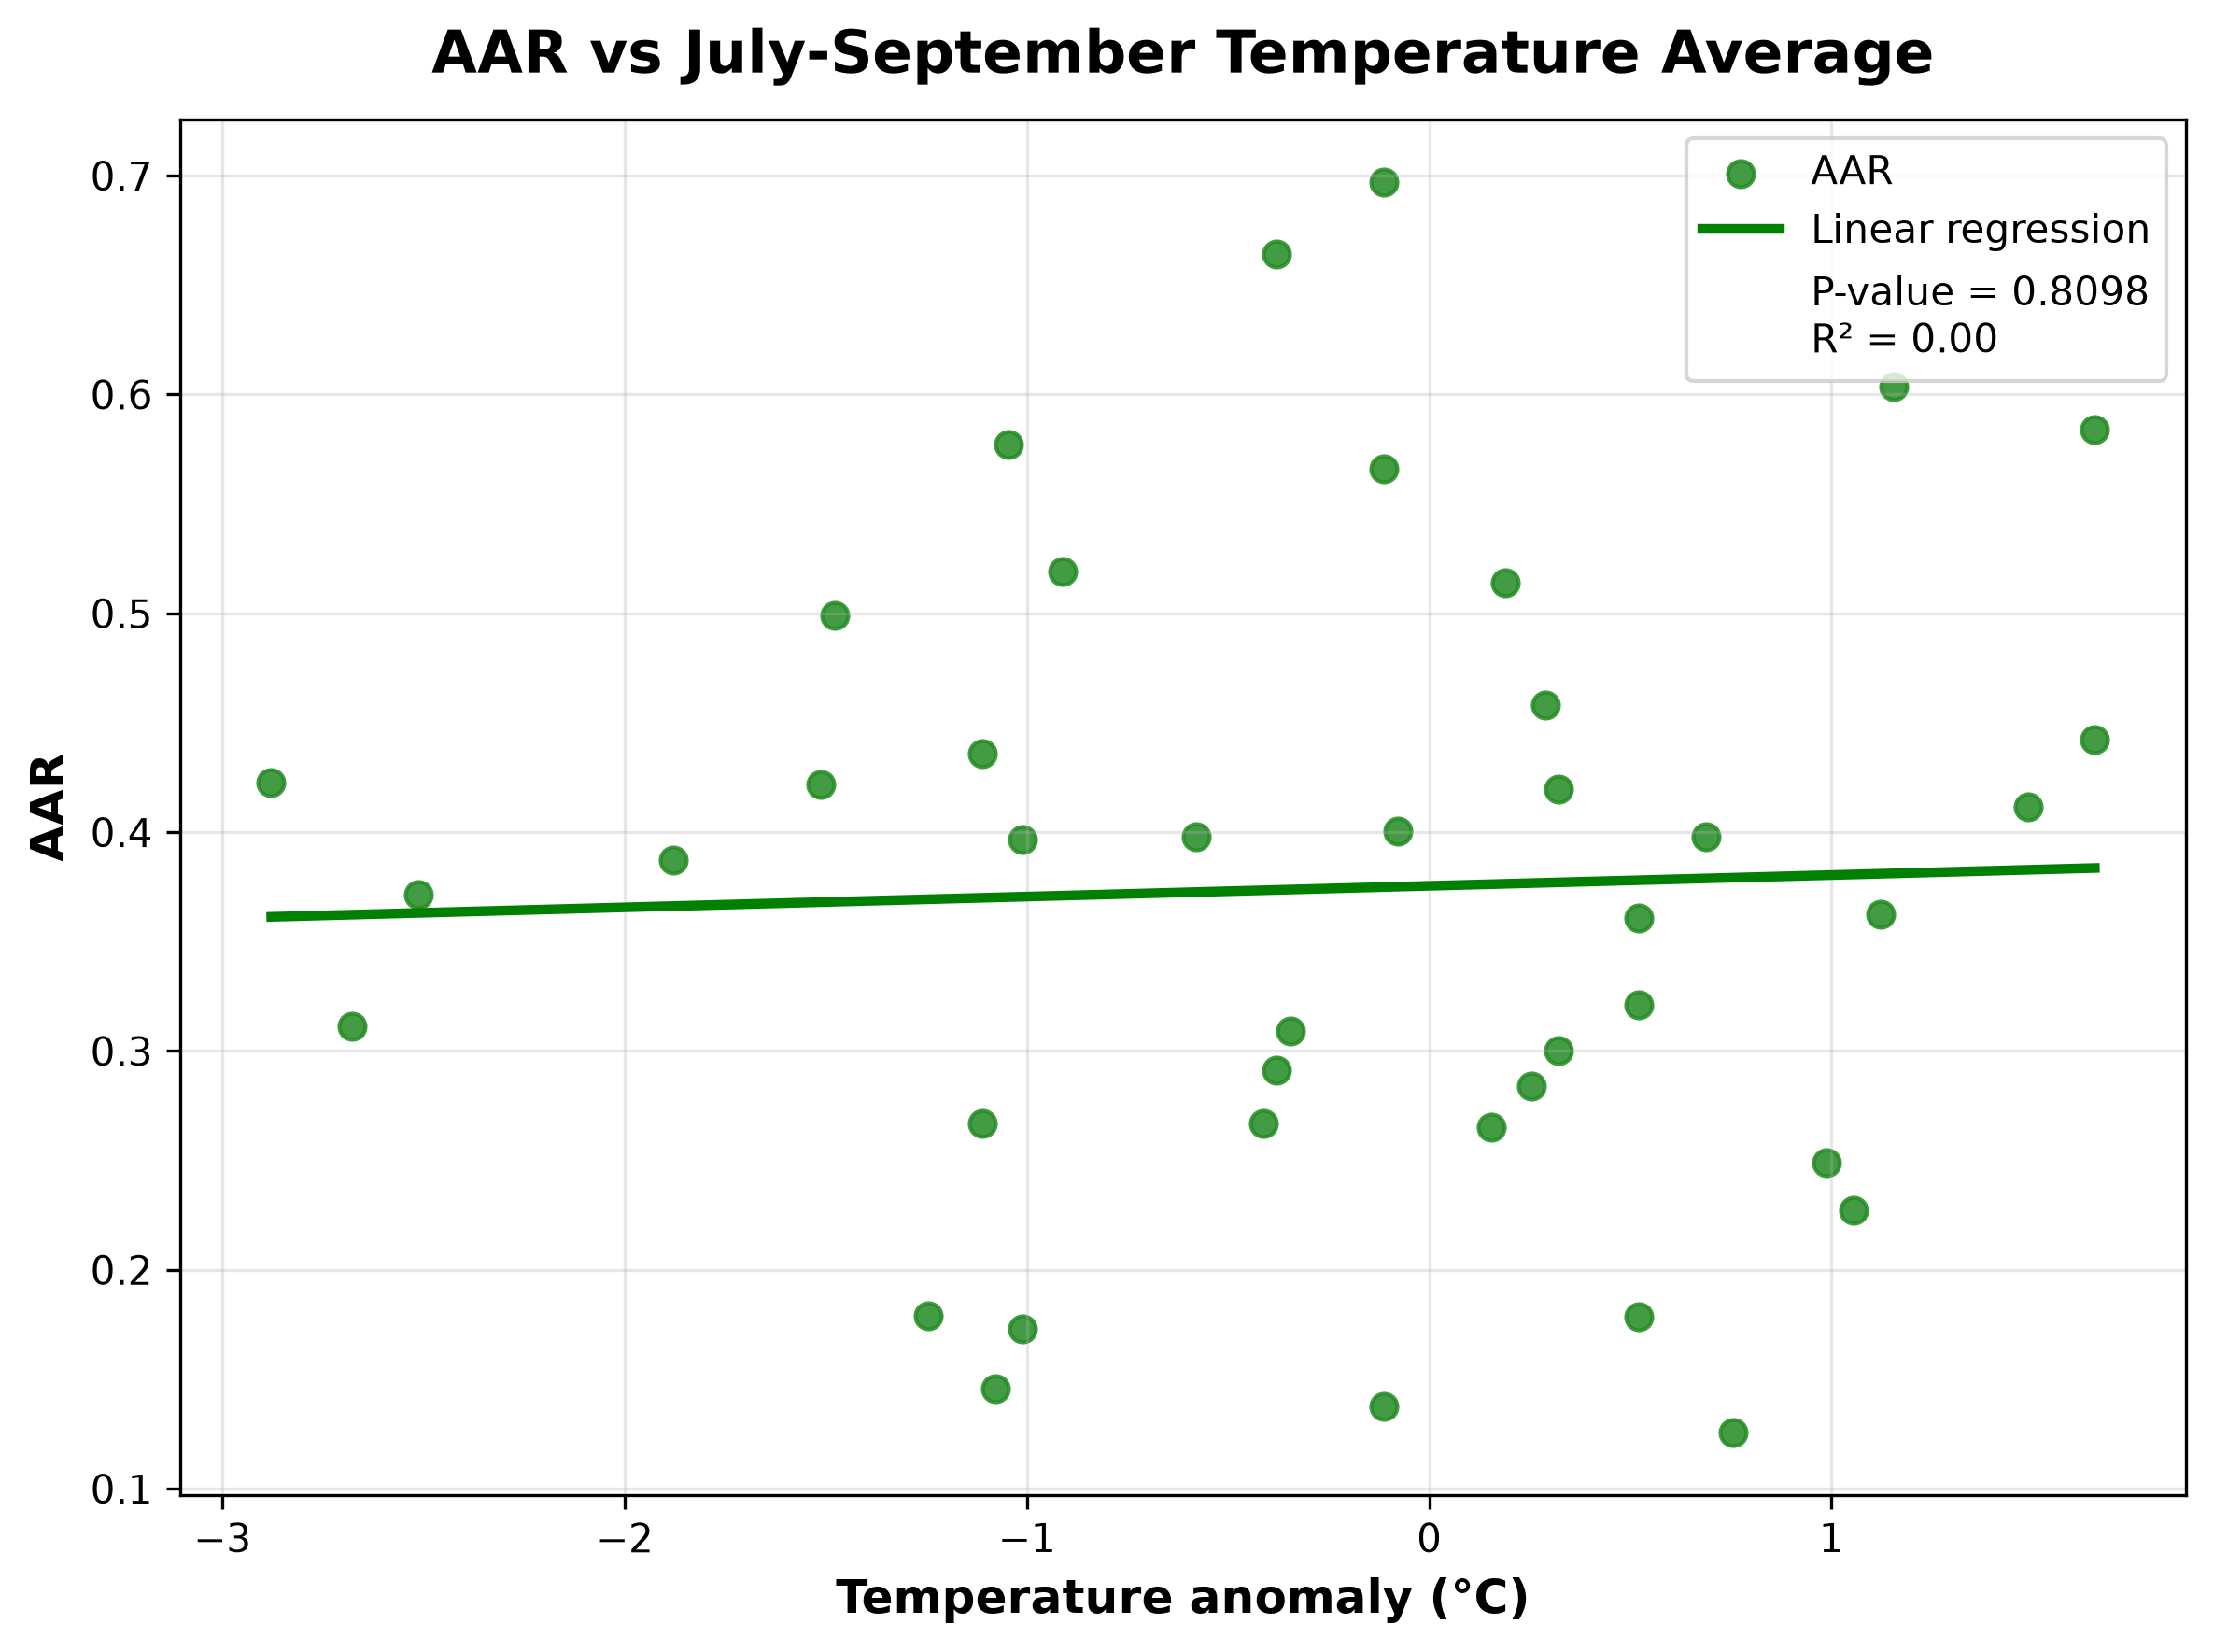 AAR vs July-September Temperature Average
AAR
Linear regression
P-value = 0.8098
R² = 0.00
AAR
0.7
0.6
0.5
0.4
0.3
0.2
0.1
−3
−2
−1
0
1
Temperature anomaly (°C)